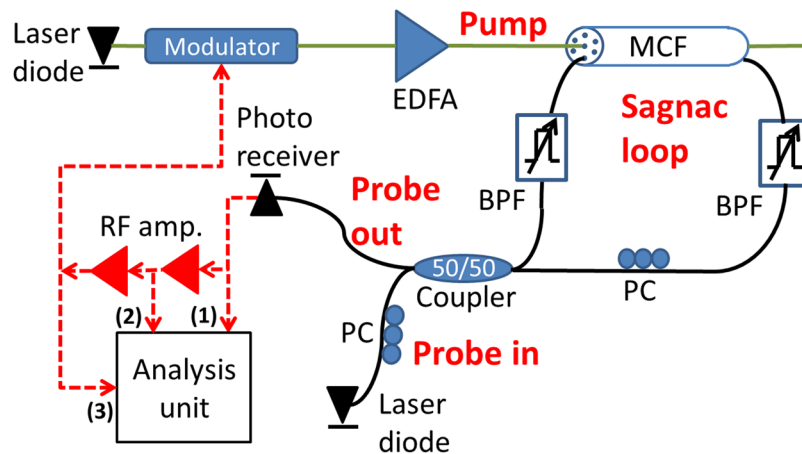 Laser
diode
Modulator
EDFA
Pump
MCF
Photo
receiver
Sagnac
loop
BPF
BPF
Probe
out
RF amp.
50/50
Coupler
PC
(2)
(1)
PC
Probe in
Analysis
unit
(3)
Laser
diode